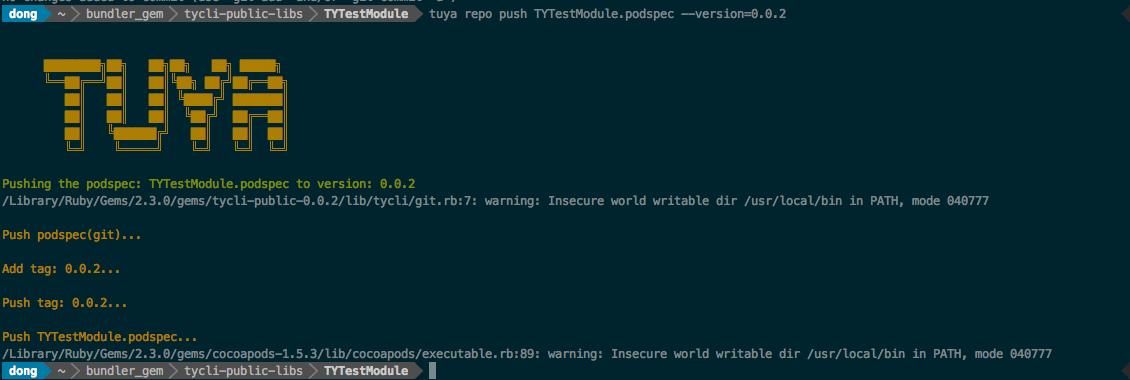 dong ~ bundler_gem tycli-public-libs TYTestModule tuya repo push TYTestModule.podspec --version=0.0.2
TUYA
Pushing the podspec: TYTestModule.podspec to version: 0.0.2
/Library/Ruby/Gems/2.3.0/gems/tycli-public-0.0.2/lib/tycli/git.rb:7: warning: Insecure world writable dir /usr/local/bin in PATH, mode 040777
Push podspec(git)...
Add tag: 0.0.2...
Push tag: 0.0.2...
Push TYTestModule.podspec...
/Library/Ruby/Gems/2.3.0/gems/cocoapods-1.5.3/lib/cocoapods/executable.rb:89: warning: Insecure world writable dir /usr/local/bin in PATH, mode 040777
dong ~ bundler_gem tycli-public-libs TYTestModule